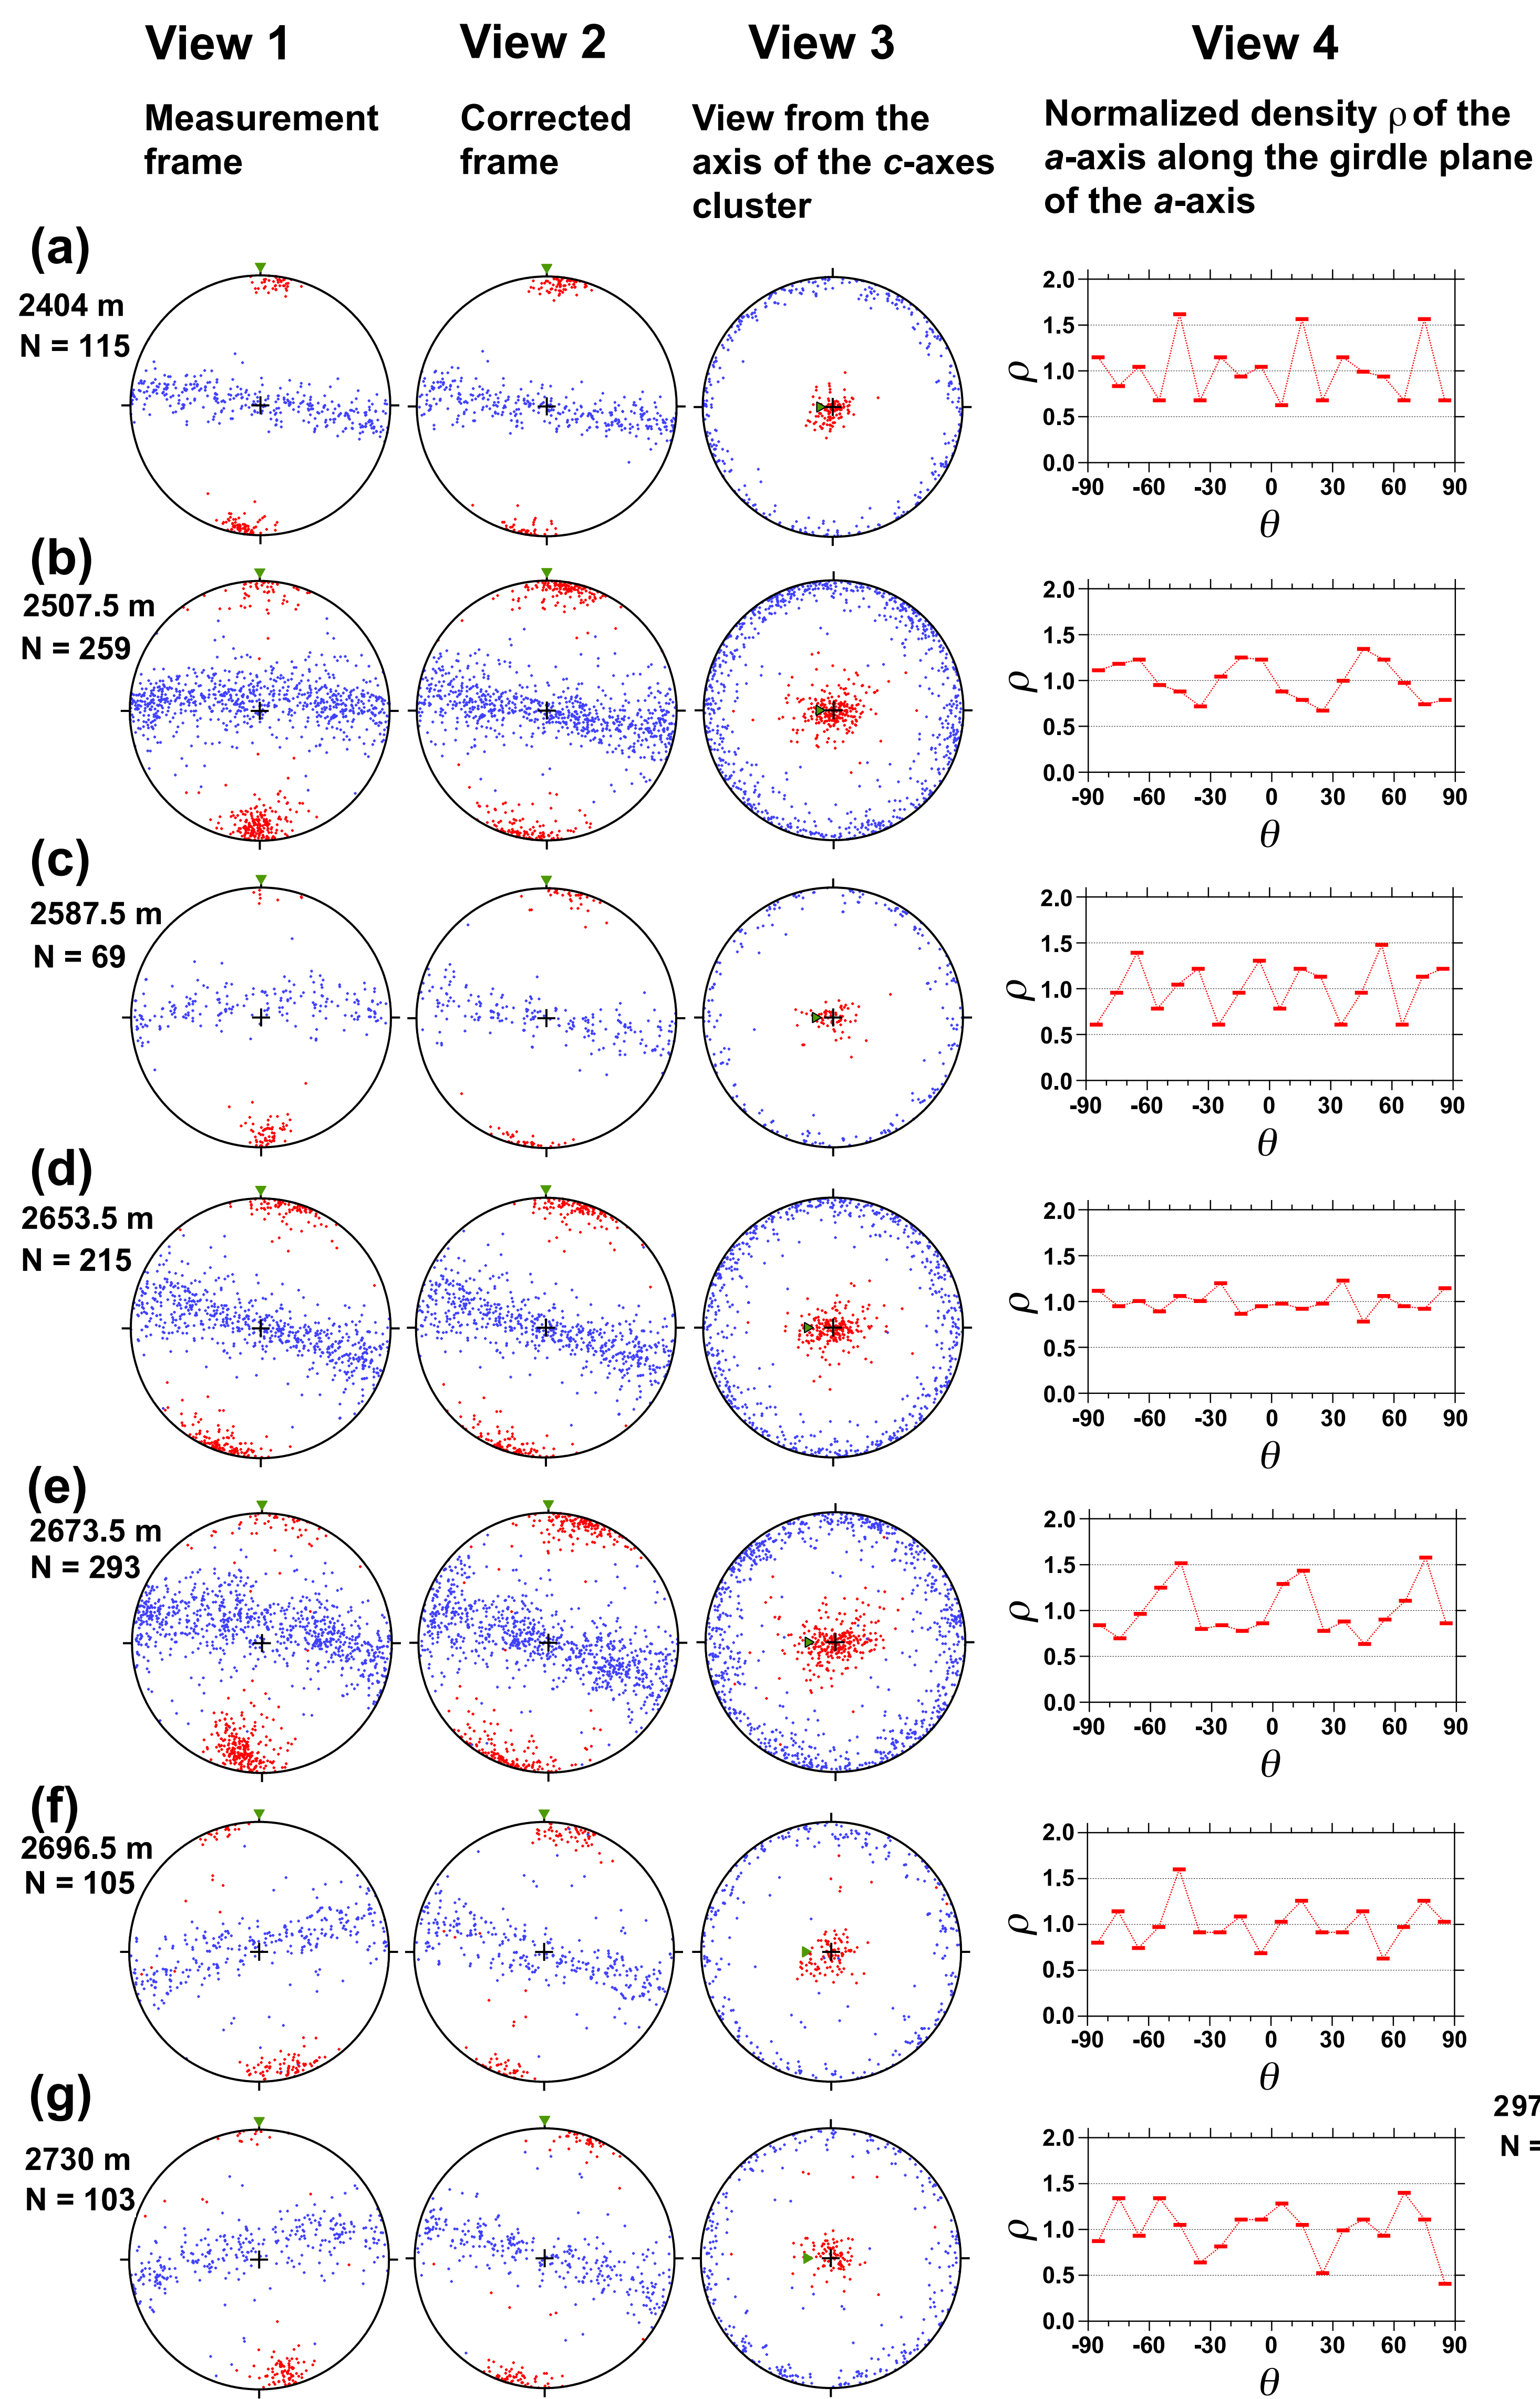 View 1 View 2 View 3 View 4
Measurement frame
Corrected frame
View from the axis of the c-axes cluster
Normalized density ρ of the a-axis along the girdle plane of the a-axis
(a)
2404 m
N = 115
2.0
1.5
1.0
0.5
0.0
ρ
-90 -60 -30 0 30 60 90
θ
(b)
2507.5 m
N = 259
2.0
1.5
1.0
0.5
0.0
ρ
-90 -60 -30 0 30 60 90
θ
(c)
2587.5 m
N = 69
2.0
1.5
1.0
0.5
0.0
ρ
-90 -60 -30 0 30 60 90
θ
(d)
2653.5 m
N = 215
2.0
1.5
1.0
0.5
0.0
ρ
-90 -60 -30 0 30 60 90
θ
(e)
2673.5 m
N = 293
2.0
1.5
1.0
0.5
0.0
ρ
-90 -60 -30 0 30 60 90
θ
(f)
2696.5 m
N = 105
2.0
1.5
1.0
0.5
0.0
ρ
-90 -60 -30 0 30 60 90
θ
(g)
2730 m
N = 103
2.0
1.5
1.0
0.5
0.0
ρ
-90 -60 -30 0 30 60 90
θ
297
N =